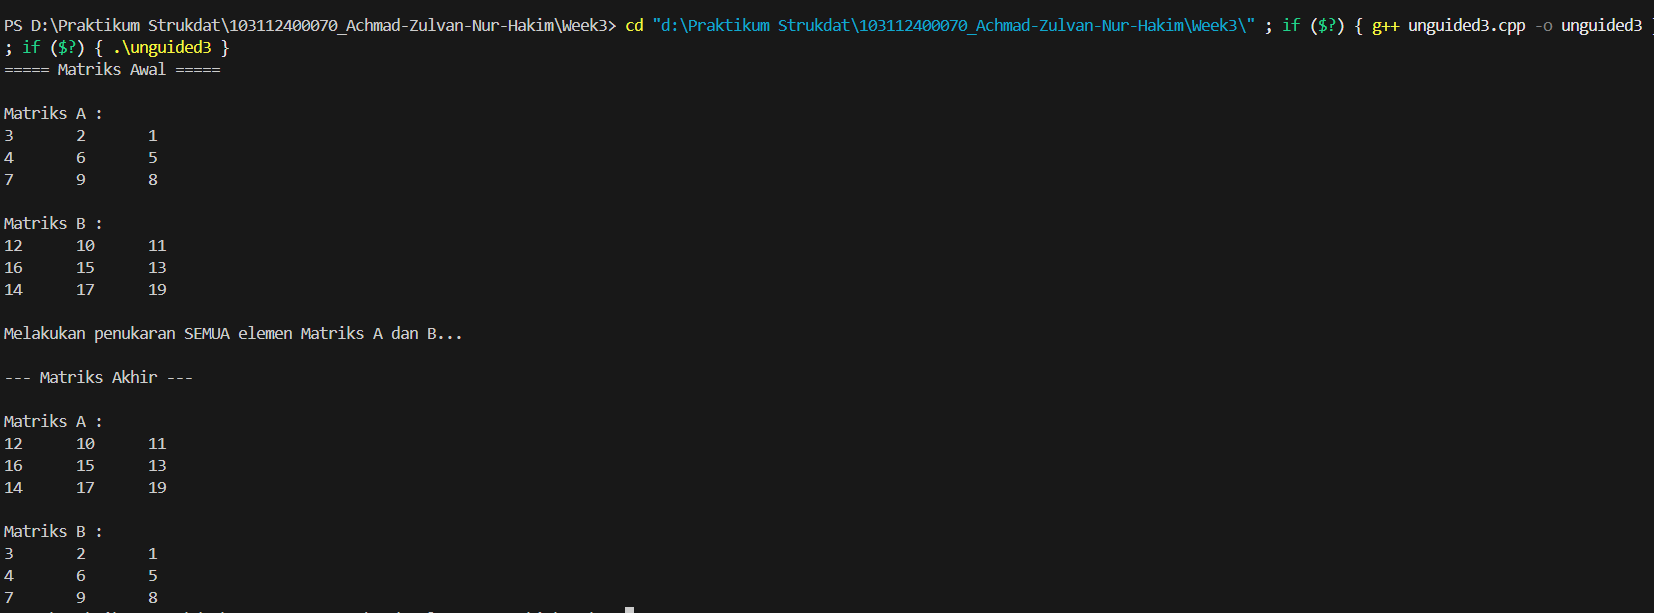 PS D:\Praktikum Strukdat\103112400070_Achmad-Zulvan-Nur-Hakim\Week3> cd "d:\Praktikum Strukdat\103112400070_Achmad-Zulvan-Nur-Hakim\Week3\" ; if ($?) { g++ unguided3.cpp -o unguided3 }
; if ($?) { .\unguided3 }
===== Matriks Awal =====
Matriks A :
3 2 1
4 6 5
7 9 8
Matriks B :
12 10 11
16 15 13
14 17 19
Melakukan penukaran SEMUA elemen Matriks A dan B...
--- Matriks Akhir ---
Matriks A :
12 10 11
16 15 13
14 17 19
Matriks B :
3 2 1
4 6 5
7 9 8